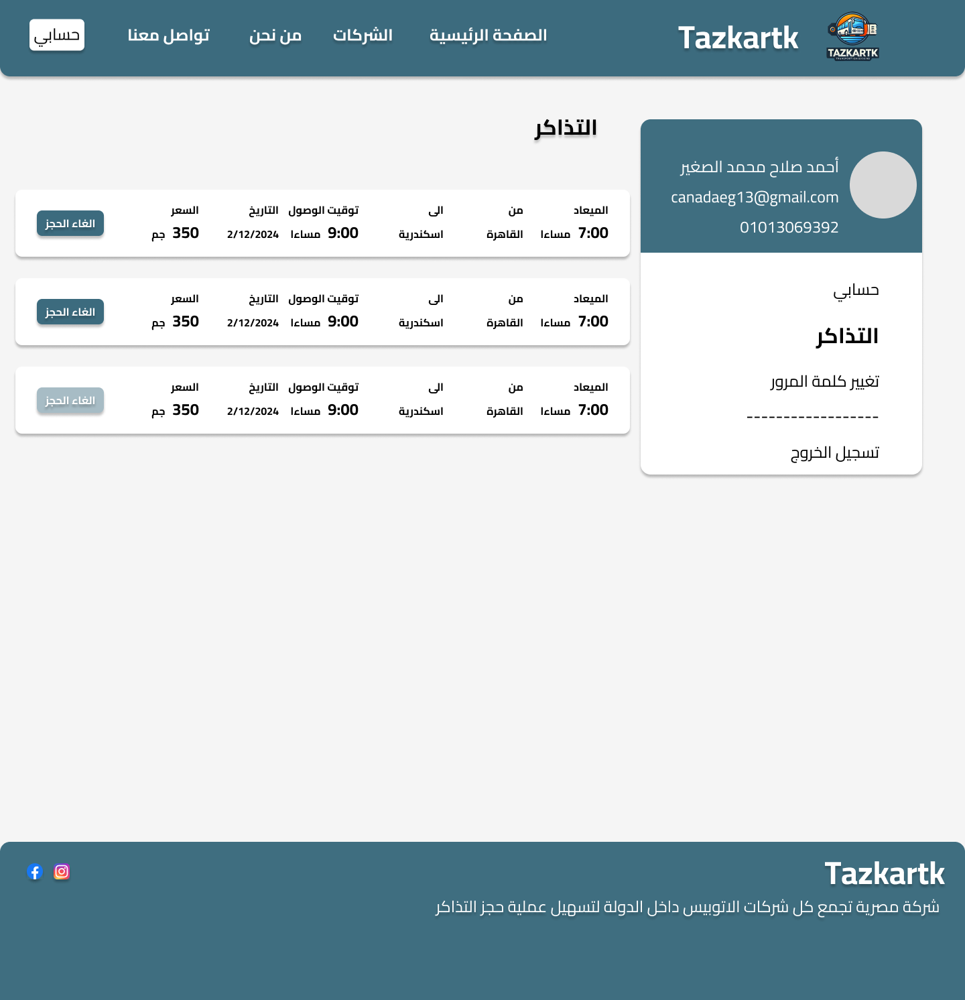 TAZKARTK
TRANSPORTION BOOKING
Tazkartk
الصفحة الرئيسية
الشركات
من نحن
تواصل معنا
حسابي
أحمد صلاح محمد الصغير
canadaeg13@gmail.com
01013069392
حسابي
التذاكر
تغيير كلمة المرور
------------------
تسجيل الخروج
التذاكر
الميعاد من الى توقيت الوصول التاريخ السعر
7:00 مساءا القاهرة اسكندرية 9:00 مساءا 2/12/2024 350 جم
الغاء الحجز
الميعاد من الى توقيت الوصول التاريخ السعر
7:00 مساءا القاهرة اسكندرية 9:00 مساءا 2/12/2024 350 جم
الغاء الحجز
الميعاد من الى توقيت الوصول التاريخ السعر
7:00 مساءا القاهرة اسكندرية 9:00 مساءا 2/12/2024 350 جم
الغاء الحجز
Tazkartk
شركة مصرية تجمع كل شركات الاتوبيس داخل الدولة لتسهيل عملية حجز التذاكر